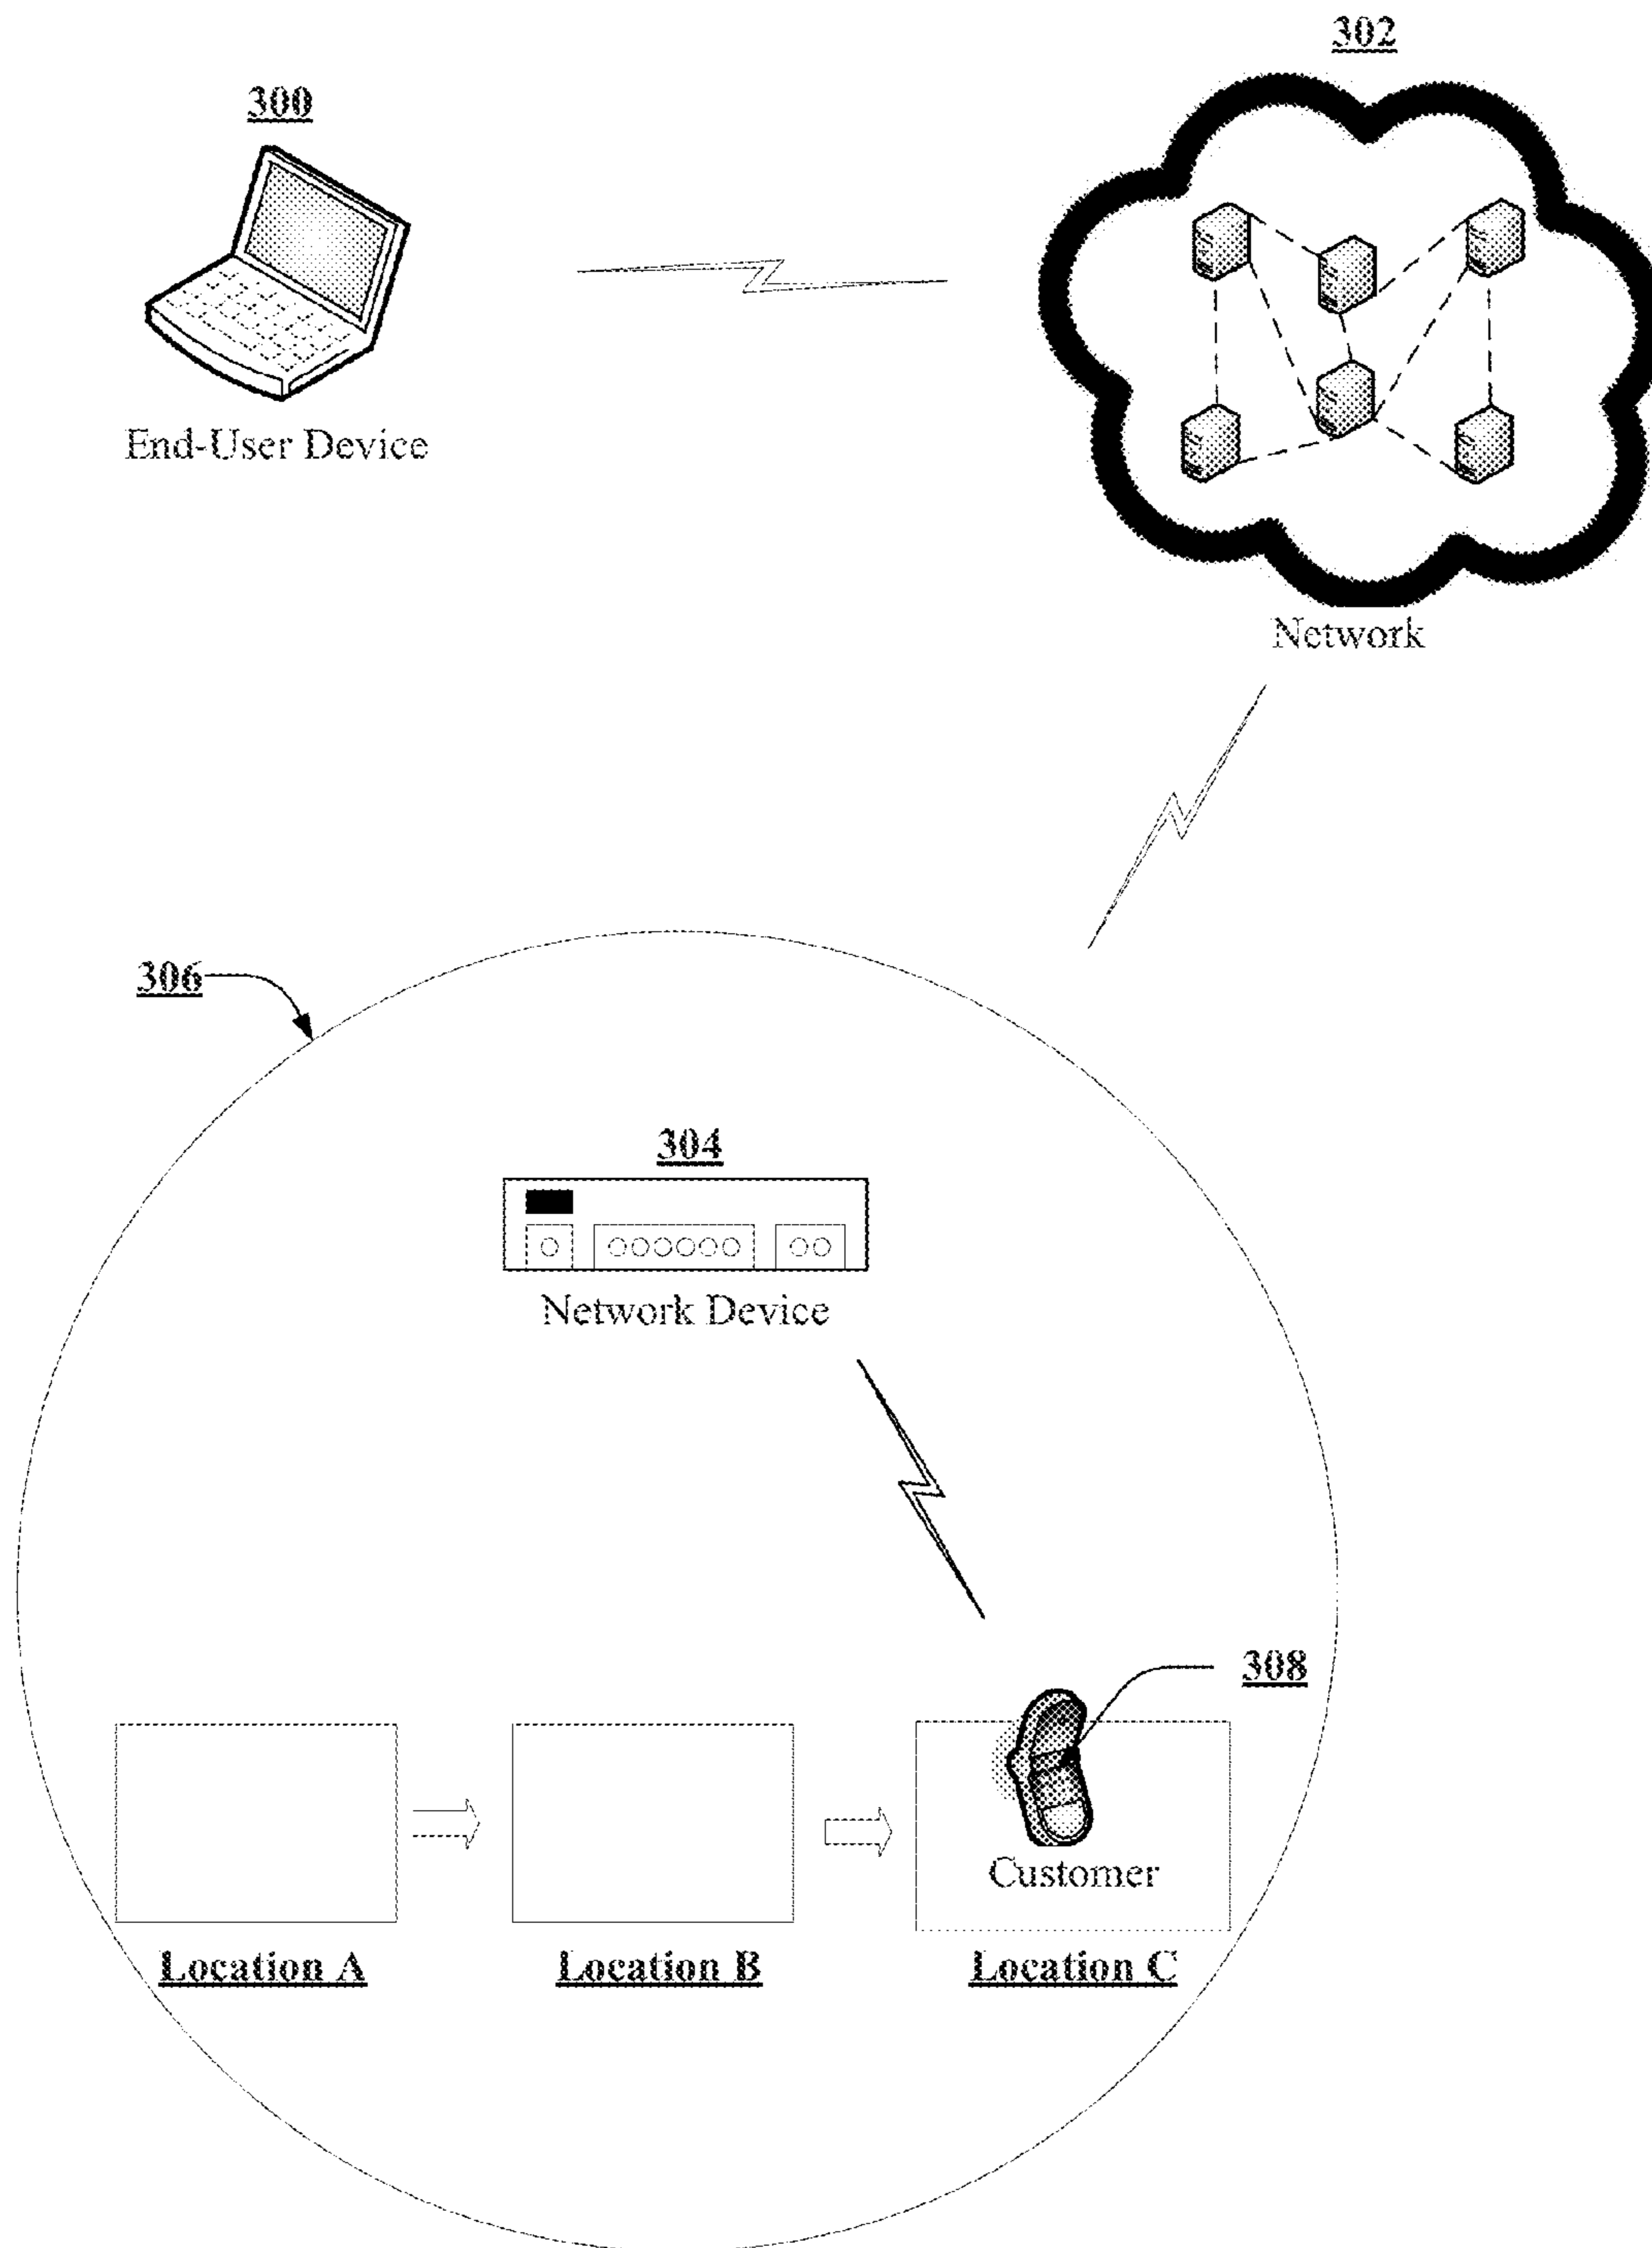 302
300
End-User Device
Network
306
304
Network Device
308
Customer
Location A
Location B
Location C